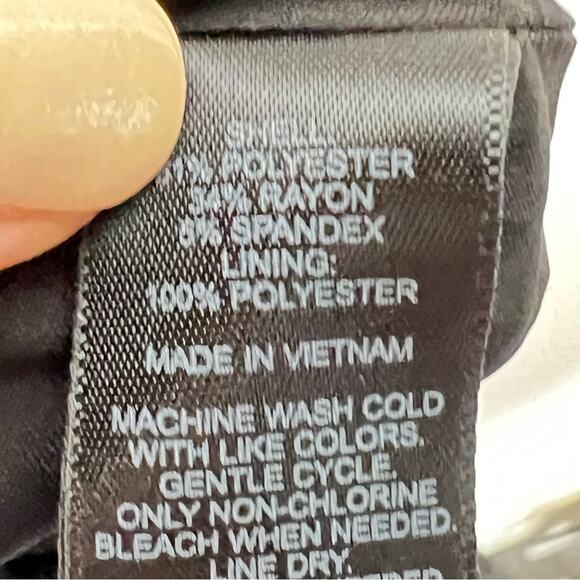 SHELL:
POLYESTER
34% RAYON
SPANDEX
LINING:
100% POLYESTER
MADE IN VIETNAM
MACHINE WASH COLD
WITH LIKE COLORS.
GENTLE CYCLE.
ONLY NON-CHLORINE
BLEACH WHEN NEEDED.
LINE DRY.